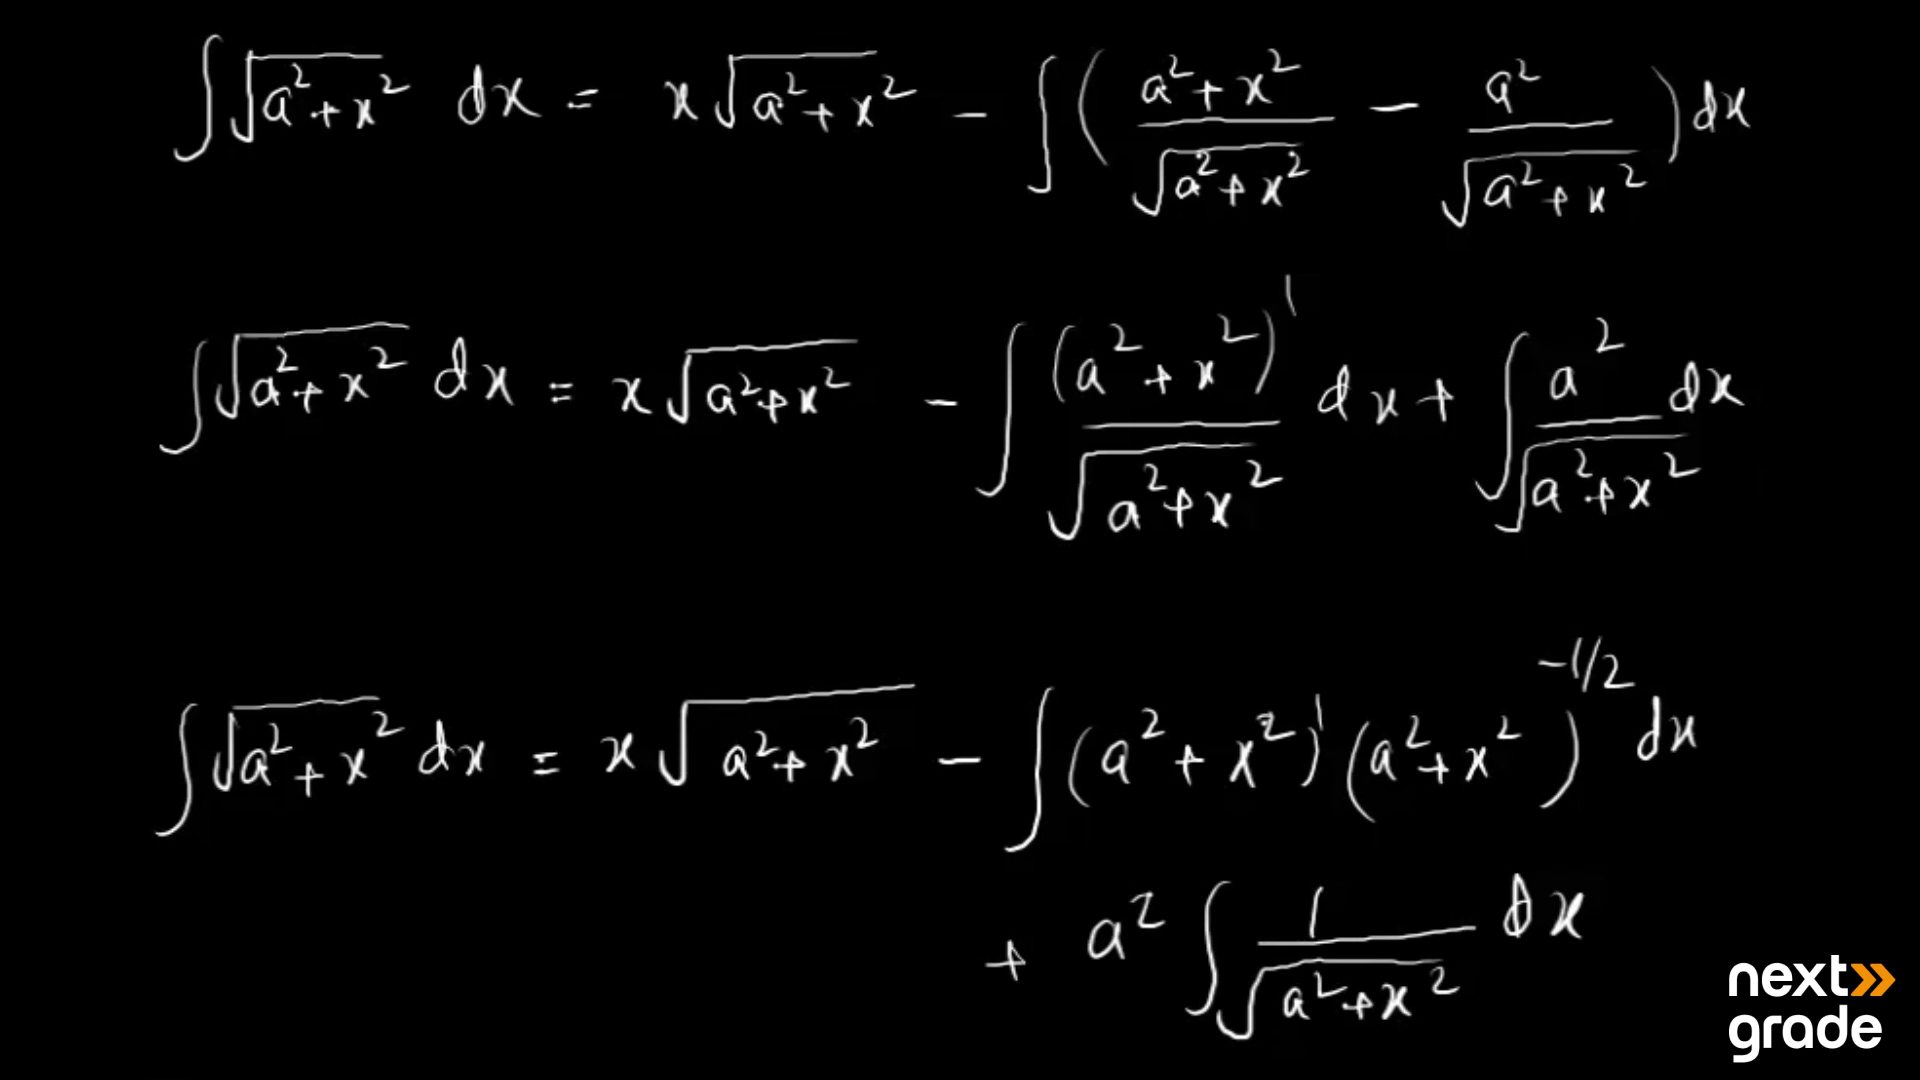 ∫√(a²+x²) dx = x√(a²+x²) − ∫((a²+x²)/√(a²+x²) − a²/√(a²+x²)) dx
∫√(a²+x²) dx = x√(a²+x²) − ∫(a²+x²)¹/√(a²+x²) dx + ∫a²/√(a²+x²) dx
∫√(a²+x²) dx = x√(a²+x²) − ∫(a²+x²)¹(a²+x²)^(-1/2) dx
+ a² ∫ 1/√(a²+x²) dx
next
grade